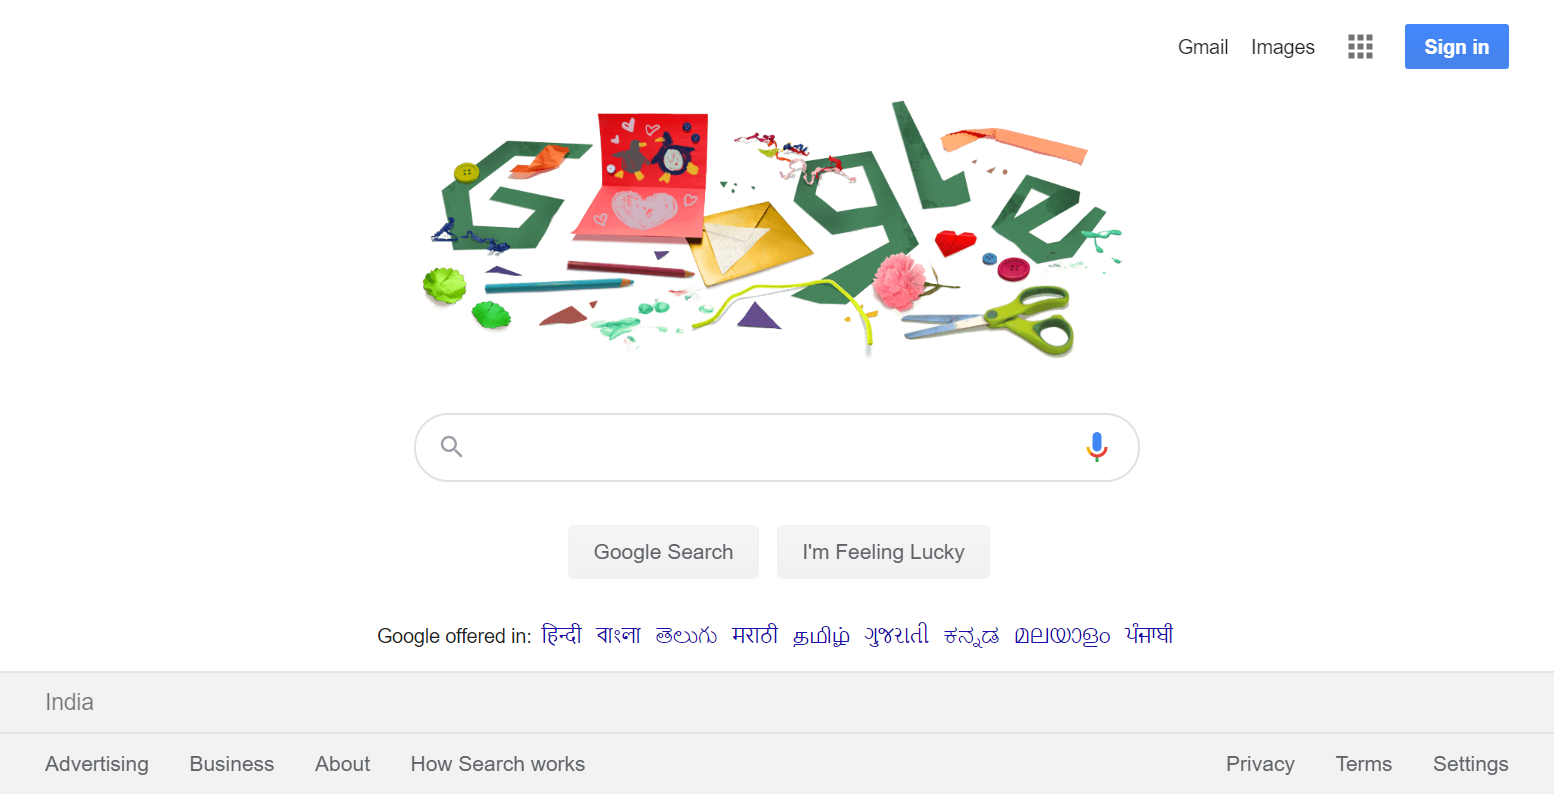 Gmail Images Sign in
Google
Google Search I'm Feeling Lucky
Google offered in: हिन्दी বাংলা తెలుగు मराठी தமிழ் ગુજરાતી ಕನ್ನಡ മലയാളം ਪੰਜਾਬੀ
India
Advertising Business About How Search works Privacy Terms Settings